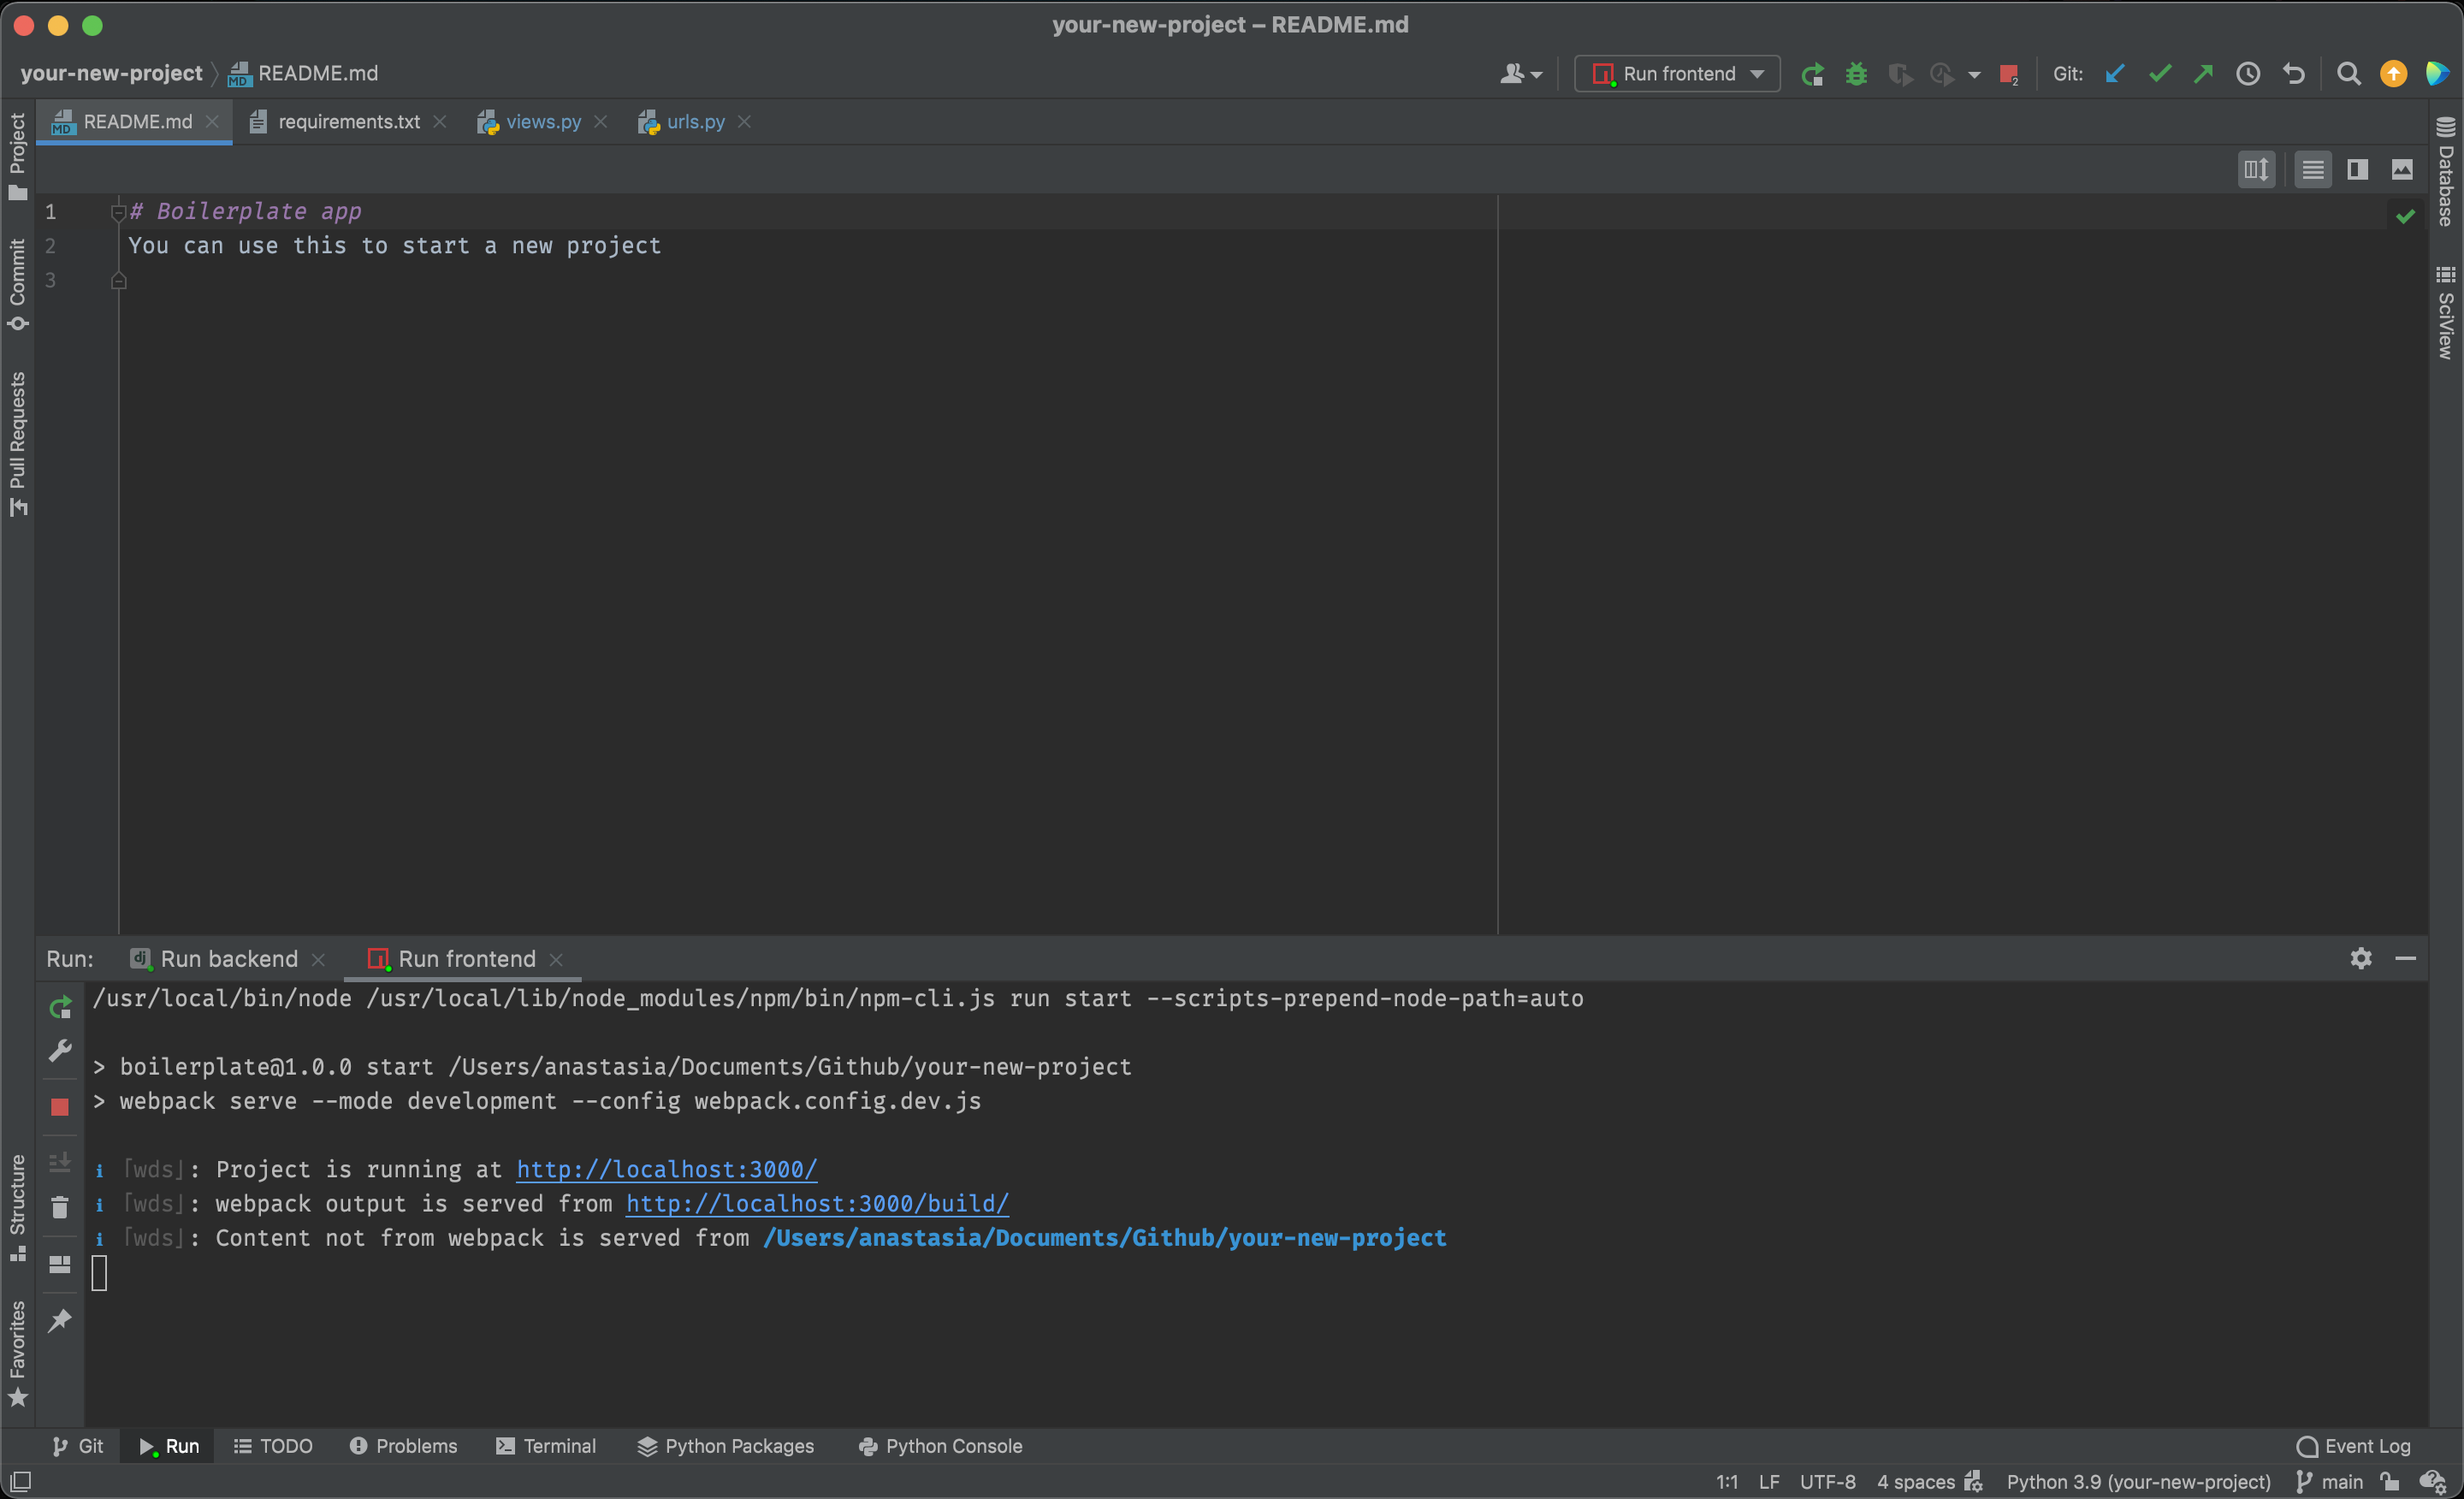 your-new-project – README.md
your-new-project README.md
Run frontend
2
Git:
MD README.md
requirements.txt
views.py
urls.py
Project
Commit
Pull Requests
Structure
Favorites
Database
SciView
1 # Boilerplate app
2 You can use this to start a new project
3
Run: dj Run backend Run frontend
/usr/local/bin/node /usr/local/lib/node_modules/npm/bin/npm-cli.js run start --scripts-prepend-node-path=auto
> boilerplate@1.0.0 start /Users/anastasia/Documents/Github/your-new-project
> webpack serve --mode development --config webpack.config.dev.js
i ｢wds｣: Project is running at http://localhost:3000/
i ｢wds｣: webpack output is served from http://localhost:3000/build/
i ｢wds｣: Content not from webpack is served from /Users/anastasia/Documents/Github/your-new-project
Git Run TODO Problems Terminal Python Packages Python Console Event Log
1:1 LF UTF-8 4 spaces Python 3.9 (your-new-project) main